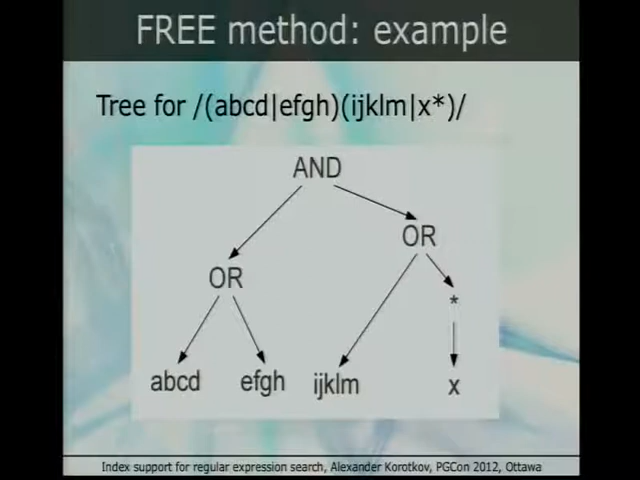 FREE method: example
Tree for /(abcd|efgh)(ijklm|x*)/
AND
OR
OR
*
abcd efgh ijklm x
Index support for regular expression search, Alexander Korotkov, PGCon 2012, Ottawa